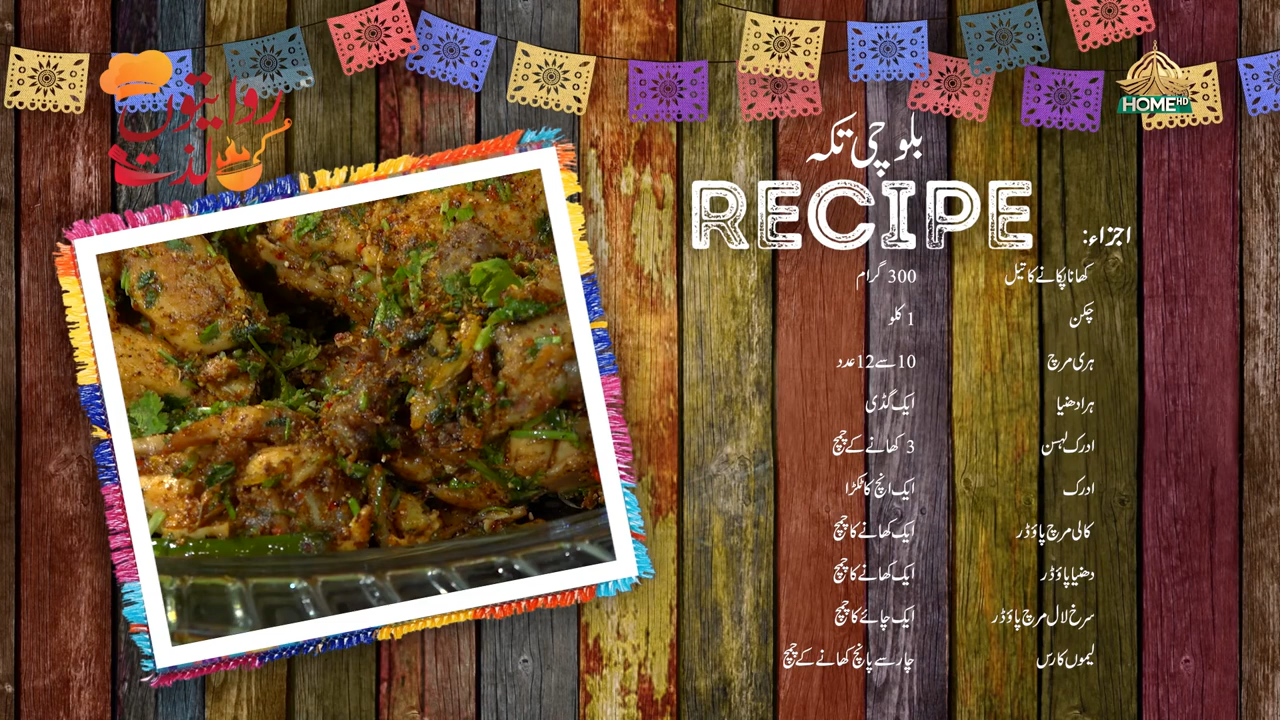 روایتوں
کی لذت
HOME HD
بلوچی تکہ
RECIPE
اجزاء:
کھانا پکانے کا تیل 300 گرام
چکن 1 کلو
ہری مرچ 10 سے 12 عدد
ہرا دھنیا ایک گڈی
ادرک لہسن 3 کھانے کے چمچ
ادرک ایک انچ کا ٹکڑا
کالی مرچ پاؤڈر ایک کھانے کا چمچ
دھنیا پاؤڈر ایک کھانے کا چمچ
سرخ لال مرچ پاؤڈر ایک چائے کا چمچ
لیموں کا رس چار سے پانچ کھانے کے چمچ